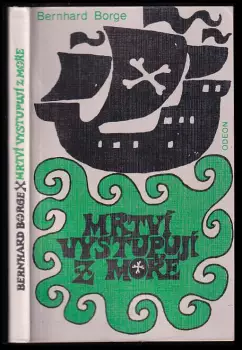 Bernhard Borge
ODEON
MRTVÍ
VYSTUPUJÍ
Z MOŘE
BERNHARD BORGE X MRTVÍ VYSTUPUJÍ Z MOŘE